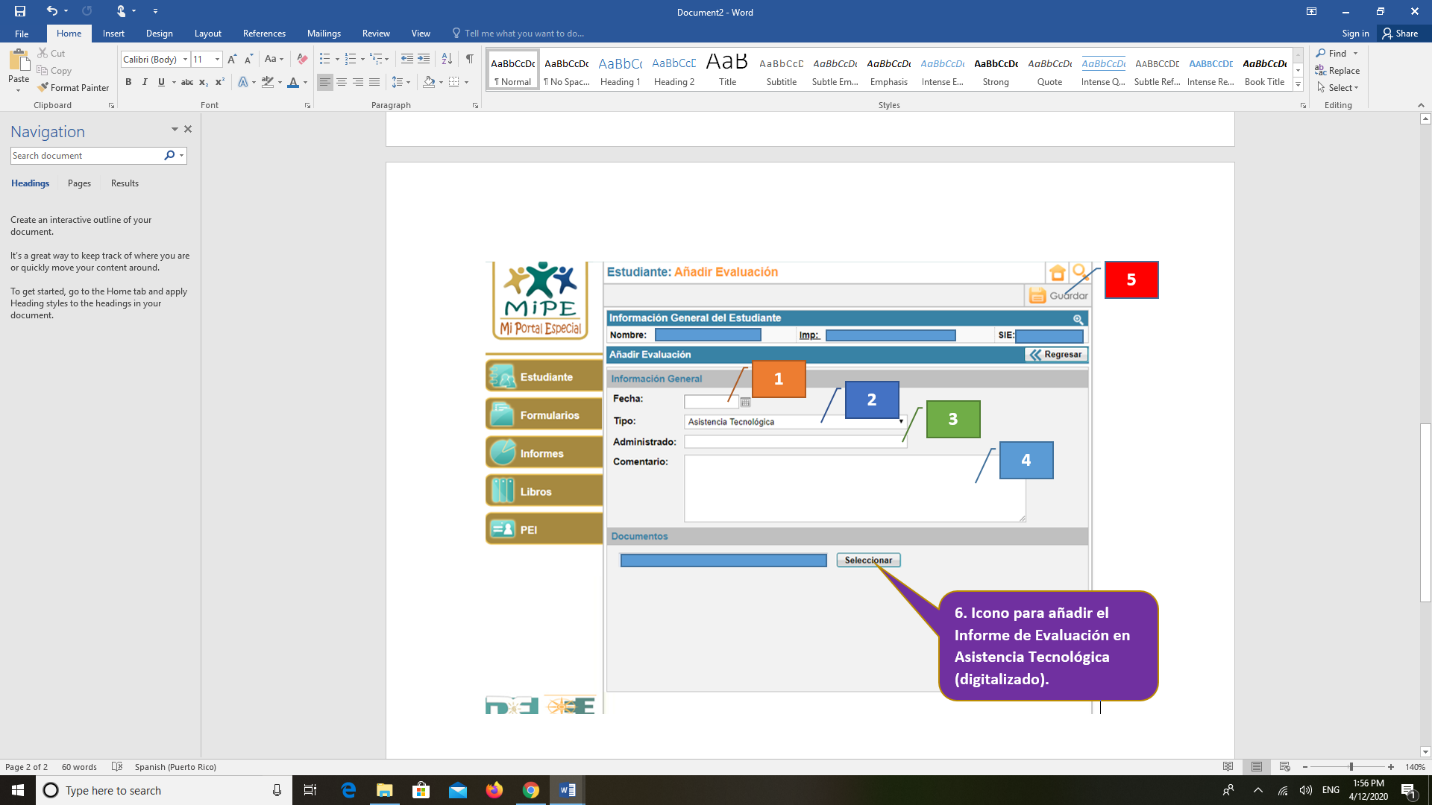 Document2 - Word
File Home Insert Design Layout References Mailings Review View Tell me what you want to do... Sign in Share
Paste
Cut
Copy
Format Painter
Clipboard
Calibri (Body) 11
Font
Paragraph
AaBbCcDc AaBbCcDc AaBbCc AaBbCcD AaB AaBbCcC AaBbCcDc AaBbCcDc AaBbCcDc AaBbCcDc AaBbCcDc AaBbCcDc AaBbCcDc AaBbCcDc AaBbCcDc
¶ Normal ¶ No Spac... Heading 1 Heading 2 Title Subtitle Subtle Em... Emphasis Intense E... Strong Quote Intense Q... Subtle Ref... Intense Re... Book Title
Styles
Find
Replace
Select
Editing
Navigation
Search document
Headings Pages Results
Create an interactive outline of your
document.
It's a great way to keep track of where you are
or quickly move your content around.
To get started, go to the Home tab and apply
Heading styles to the headings in your
document.
MiPE
Mi Portal Especial
Estudiante
Formularios
Informes
Libros
PEI
Estudiante: Añadir Evaluación
Guardar
5
Información General del Estudiante
Nombre: Imp: SIE:
Añadir Evaluación Regresar
Información General
Fecha:
1
Tipo: Asistencia Tecnológica
2
Administrado:
3
Comentario:
4
Documentos
Seleccionar
6. Icono para añadir el
Informe de Evaluación en
Asistencia Tecnológica
(digitalizado).
Page 2 of 2 60 words Spanish (Puerto Rico) 140%
Type here to search
ENG
1:56 PM
4/12/2020